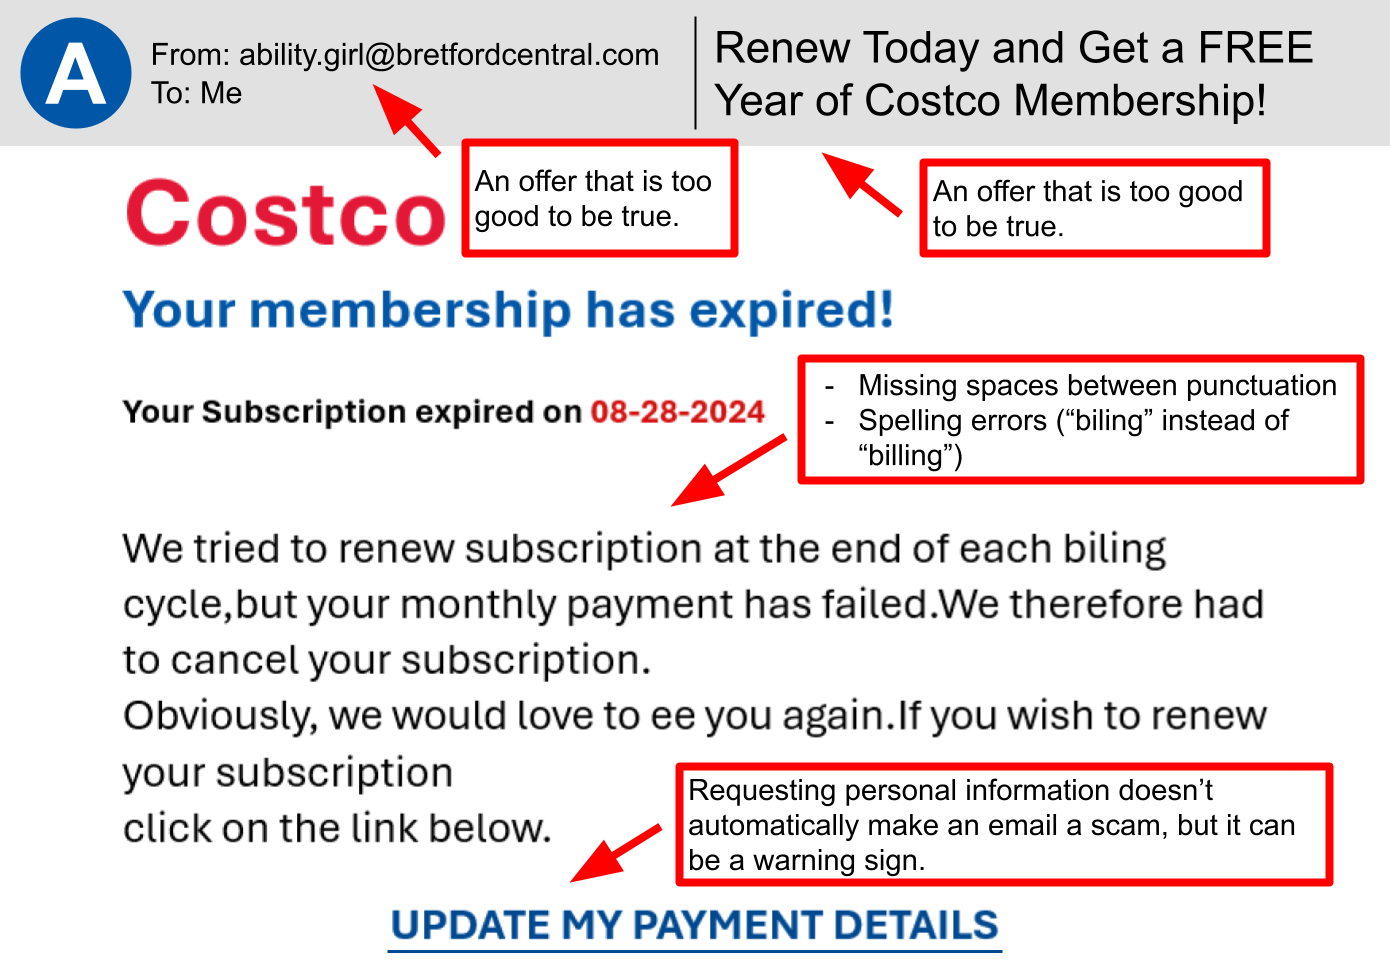 A
From: ability.girl@bretfordcentral.com
To: Me
Renew Today and Get a FREE
Year of Costco Membership!
An offer that is too
good to be true.
An offer that is too good
to be true.
Costco
Your membership has expired!
- Missing spaces between punctuation
- Spelling errors (“biling” instead of
“billing”)
Your Subscription expired on 08-28-2024
We tried to renew subscription at the end of each biling
cycle,but your monthly payment has failed.We therefore had
to cancel your subscription.
Obviously, we would love to ee you again.If you wish to renew
your subscription
click on the link below.
Requesting personal information doesn’t
automatically make an email a scam, but it can
be a warning sign.
UPDATE MY PAYMENT DETAILS